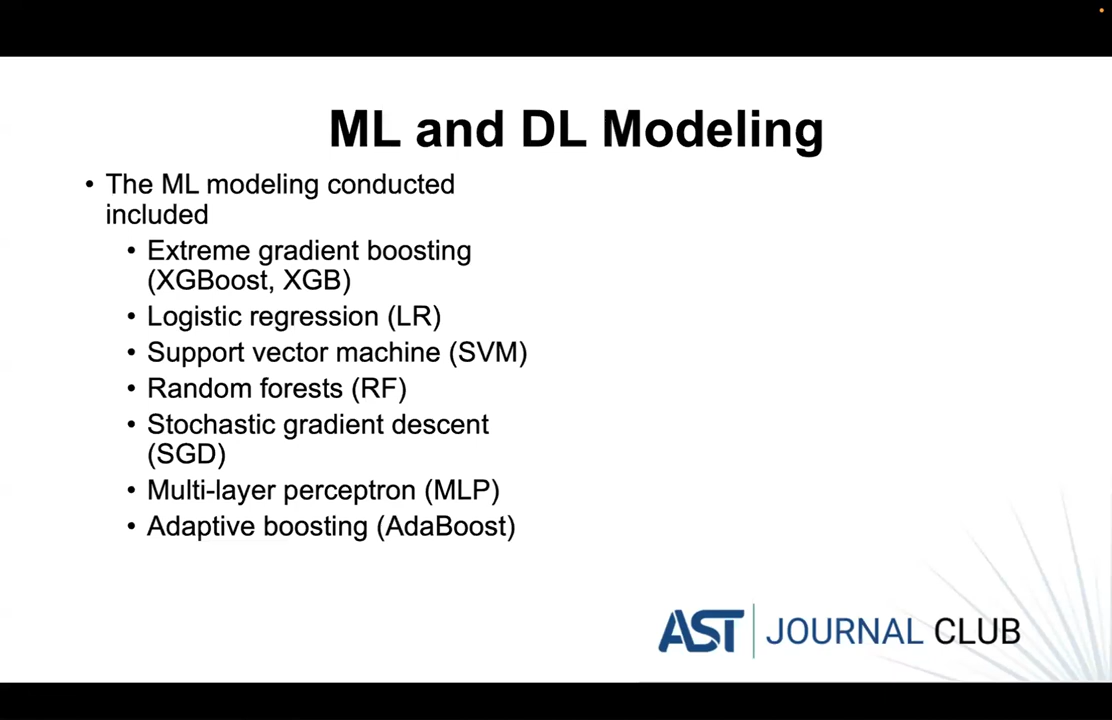 ML and DL Modeling
• The ML modeling conducted
included
• Extreme gradient boosting
(XGBoost, XGB)
• Logistic regression (LR)
• Support vector machine (SVM)
• Random forests (RF)
• Stochastic gradient descent
(SGD)
• Multi-layer perceptron (MLP)
• Adaptive boosting (AdaBoost)
AST JOURNAL CLUB